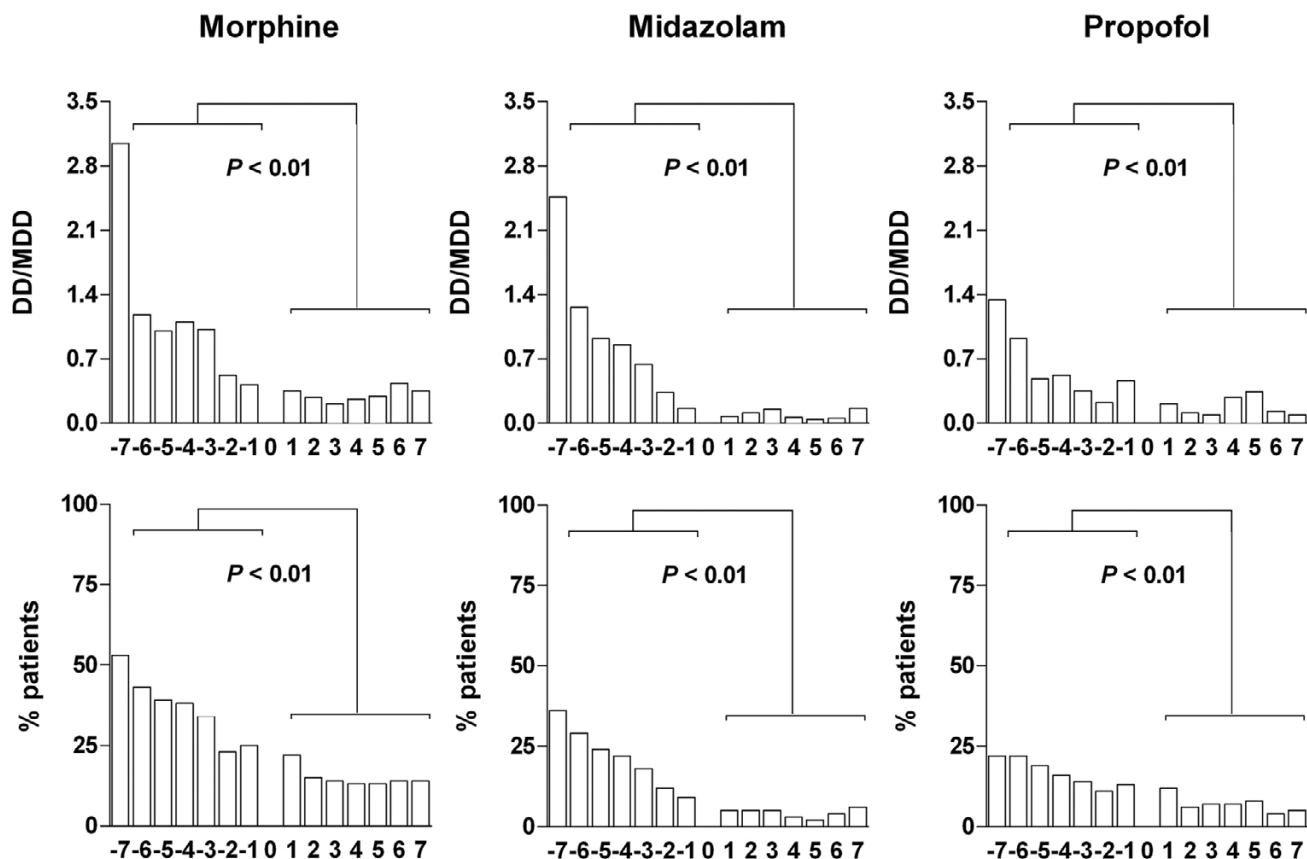 Morphine Midazolam Propofol
3.5 3.5 3.5
P < 0.01 P < 0.01 P < 0.01
2.8 2.8 2.8
DD/MDD DD/MDD DD/MDD
2.1 2.1 2.1
1.4 1.4 1.4
0.7 0.7 0.7
0.0 0.0 0.0
-7 -6 -5 -4 -3 -2 -1 0 1 2 3 4 5 6 7 -7 -6 -5 -4 -3 -2 -1 0 1 2 3 4 5 6 7 -7 -6 -5 -4 -3 -2 -1 0 1 2 3 4 5 6 7
100 100 100
P < 0.01 P < 0.01 P < 0.01
75 75 75
% patients % patients % patients
50 50 50
25 25 25
0 0 0
-7 -6 -5 -4 -3 -2 -1 0 1 2 3 4 5 6 7 -7 -6 -5 -4 -3 -2 -1 0 1 2 3 4 5 6 7 -7 -6 -5 -4 -3 -2 -1 0 1 2 3 4 5 6 7